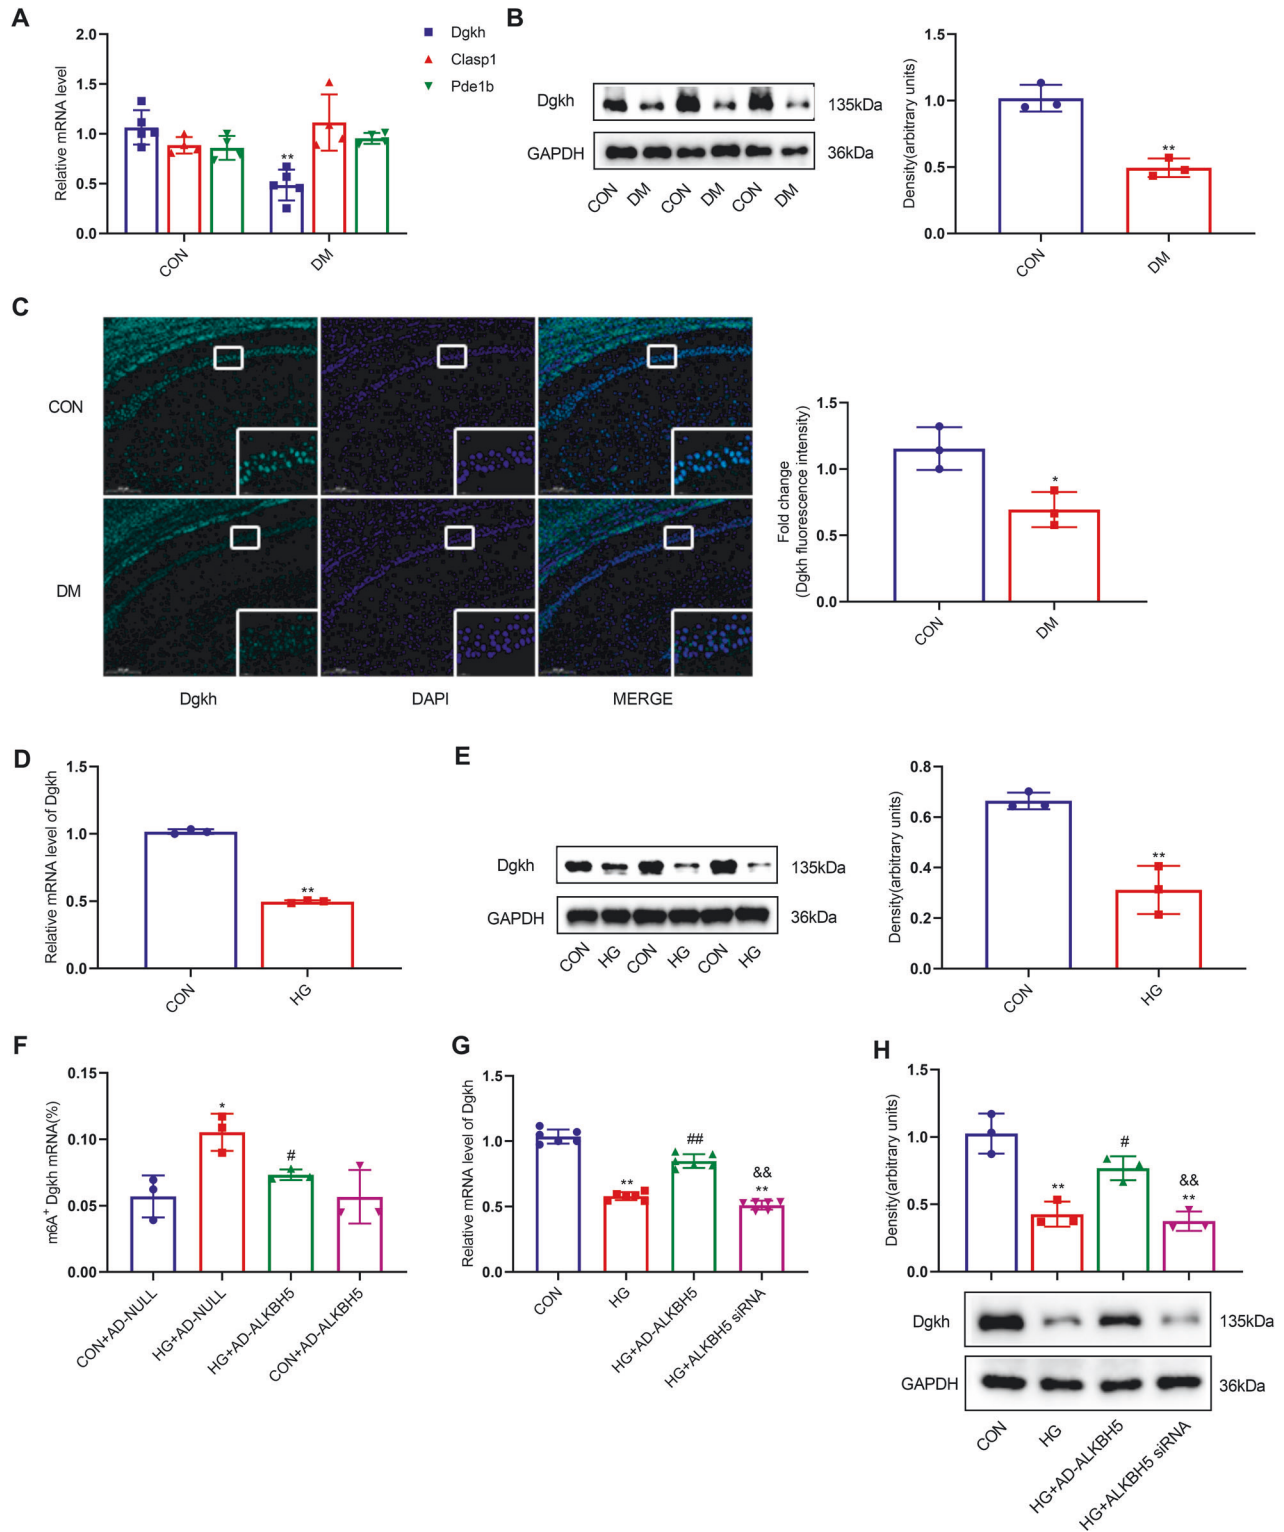 A
2.0
1.5
1.0
0.5
0.0
Relative mRNA level
**
CON
DM
Dgkh
Clasp1
Pde1b
B
Dgkh
135kDa
GAPDH
36kDa
CON
DM
CON
DM
CON
DM
1.5
1.0
0.5
0.0
Density(arbitrary units)
**
CON
DM
C
CON
DM
Dgkh
DAPI
MERGE
1.5
1.0
0.5
0.0
Fold change
(Dgkh fluorescence intensity)
*
CON
DM
D
1.5
1.0
0.5
0.0
Relative mRNA level of Dgkh
**
CON
HG
E
Dgkh
135kDa
GAPDH
36kDa
CON
HG
CON
HG
CON
HG
0.8
0.6
0.4
0.2
0.0
Density(arbitrary units)
**
CON
HG
F
0.15
0.10
0.05
0.00
m6A+ Dgkh mRNA(%)
*
#
CON+AD-NULL
HG+AD-NULL
HG+AD-ALKBH5
CON+AD-ALKBH5
G
1.5
1.0
0.5
0.0
Relative mRNA level of Dgkh
**
##
&&
**
CON
HG
HG+AD-ALKBH5
HG+ALKBH5 siRNA
H
1.5
1.0
0.5
0.0
Density(arbitrary units)
**
#
&&
**
Dgkh
135kDa
GAPDH
36kDa
CON
HG
HG+AD-ALKBH5
HG+ALKBH5 siRNA